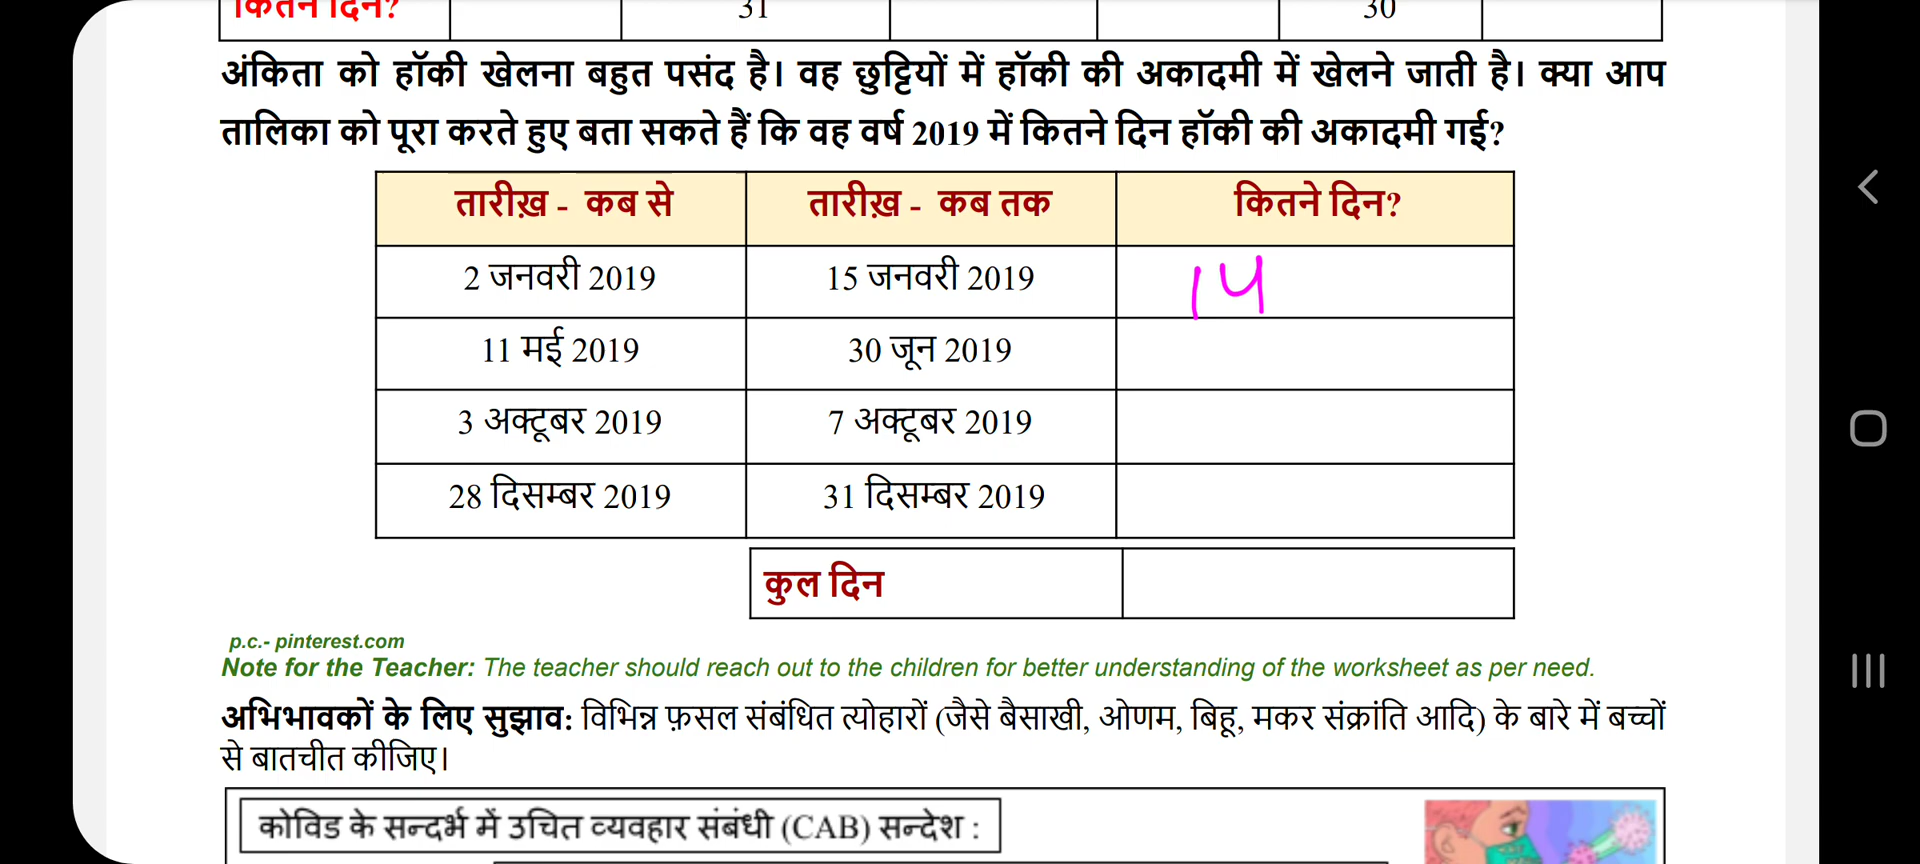 कितने दिन? 31 30
अंकिता को हॉकी खेलना बहुत पसंद है। वह छुट्टियों में हॉकी की अकादमी में खेलने जाती है। क्या आप
तालिका को पूरा करते हुए बता सकते हैं कि वह वर्ष 2019 में कितने दिन हॉकी की अकादमी गई?
तारीख़ - कब से तारीख़ - कब तक कितने दिन?
2 जनवरी 2019 15 जनवरी 2019 14
11 मई 2019 30 जून 2019
3 अक्टूबर 2019 7 अक्टूबर 2019
28 दिसम्बर 2019 31 दिसम्बर 2019
कुल दिन
p.c.- pinterest.com
Note for the Teacher: The teacher should reach out to the children for better understanding of the worksheet as per need.
अभिभावकों के लिए सुझाव: विभिन्न फ़सल संबंधित त्योहारों (जैसे बैसाखी, ओणम, बिहू, मकर संक्रांति आदि) के बारे में बच्चों
से बातचीत कीजिए।
कोविड के सन्दर्भ में उचित व्यवहार संबंधी (CAB) सन्देश :